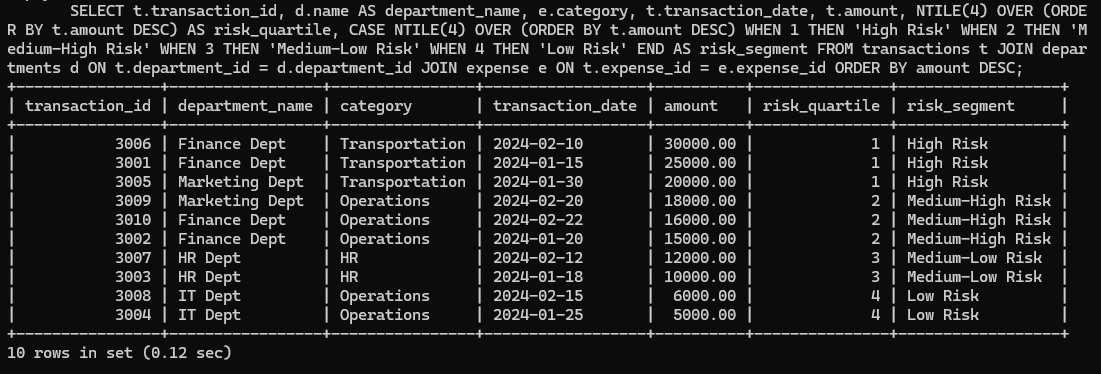 SELECT t.transaction_id, d.name AS department_name, e.category, t.transaction_date, t.amount, NTILE(4) OVER (ORDE
R BY t.amount DESC) AS risk_quartile, CASE NTILE(4) OVER (ORDER BY t.amount DESC) WHEN 1 THEN 'High Risk' WHEN 2 THEN 'M
edium-High Risk' WHEN 3 THEN 'Medium-Low Risk' WHEN 4 THEN 'Low Risk' END AS risk_segment FROM transactions t JOIN depar
tments d ON t.department_id = d.department_id JOIN expense e ON t.expense_id = e.expense_id ORDER BY amount DESC;
+----------------+-----------------+----------------+------------------+----------+---------------+------------------+
| transaction_id | department_name | category       | transaction_date | amount   | risk_quartile | risk_segment     |
+----------------+-----------------+----------------+------------------+----------+---------------+------------------+
|           3006 | Finance Dept    | Transportation | 2024-02-10       | 30000.00 |             1 | High Risk        |
|           3001 | Finance Dept    | Transportation | 2024-01-15       | 25000.00 |             1 | High Risk        |
|           3005 | Marketing Dept  | Transportation | 2024-01-30       | 20000.00 |             1 | High Risk        |
|           3009 | Marketing Dept  | Operations     | 2024-02-20       | 18000.00 |             2 | Medium-High Risk |
|           3010 | Finance Dept    | Operations     | 2024-02-22       | 16000.00 |             2 | Medium-High Risk |
|           3002 | Finance Dept    | Operations     | 2024-01-20       | 15000.00 |             2 | Medium-High Risk |
|           3007 | HR Dept         | HR             | 2024-02-12       | 12000.00 |             3 | Medium-Low Risk  |
|           3003 | HR Dept         | HR             | 2024-01-18       | 10000.00 |             3 | Medium-Low Risk  |
|           3008 | IT Dept         | Operations     | 2024-02-15       |  6000.00 |             4 | Low Risk         |
|           3004 | IT Dept         | Operations     | 2024-01-25       |  5000.00 |             4 | Low Risk         |
+----------------+-----------------+----------------+------------------+----------+---------------+------------------+
10 rows in set (0.12 sec)